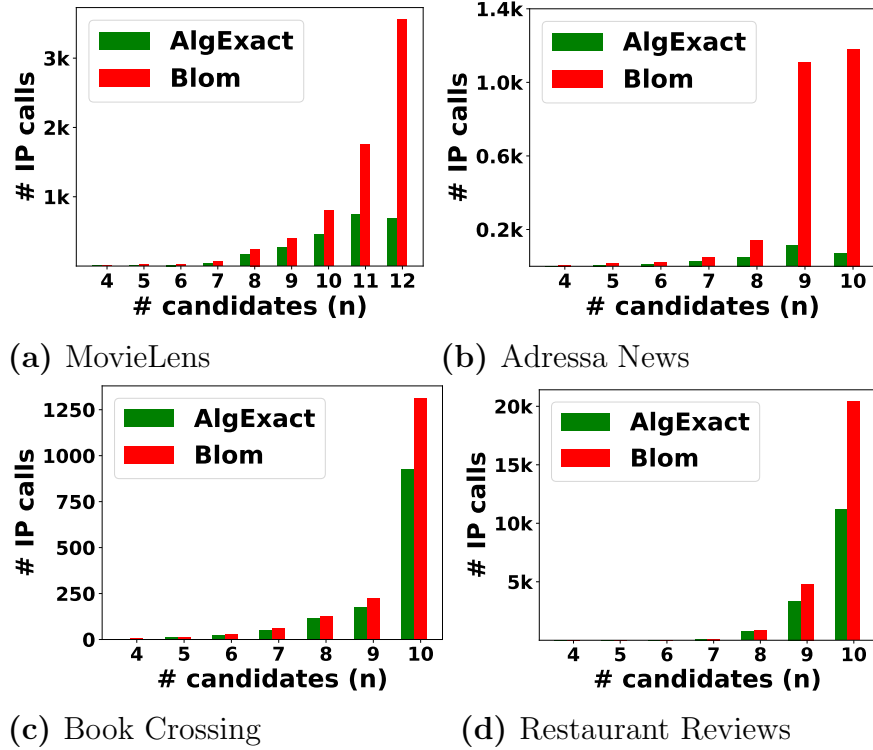 3k
2k
1k
# IP calls
AlgExact
Blom
4 5 6 7 8 9 10 11 12
# candidates (n)
(a) MovieLens
1.4k
1.0k
0.6k
0.2k
# IP calls
AlgExact
Blom
4 5 6 7 8 9 10
# candidates (n)
(b) Adressa News
1250
1000
750
500
250
0
# IP calls
AlgExact
Blom
4 5 6 7 8 9 10
# candidates (n)
(c) Book Crossing
20k
15k
10k
5k
# IP calls
AlgExact
Blom
4 5 6 7 8 9 10
# candidates (n)
(d) Restaurant Reviews